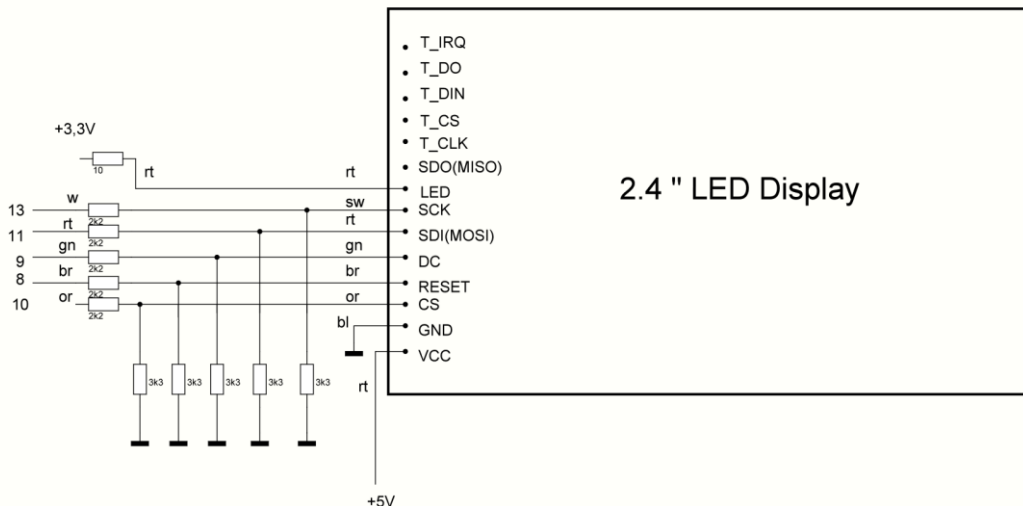 T_IRQ
T_DO
T_DIN
T_CS
T_CLK
SDO(MISO)
+3,3V
10
rt
rt
LED
2.4 " LED Display
13
w
2k2
sw
SCK
11
rt
2k2
rt
SDI(MOSI)
9
gn
2k2
gn
DC
8
br
2k2
br
RESET
10
or
2k2
or
CS
bl
GND
VCC
3k3
3k3
3k3
3k3
3k3
rt
+5V